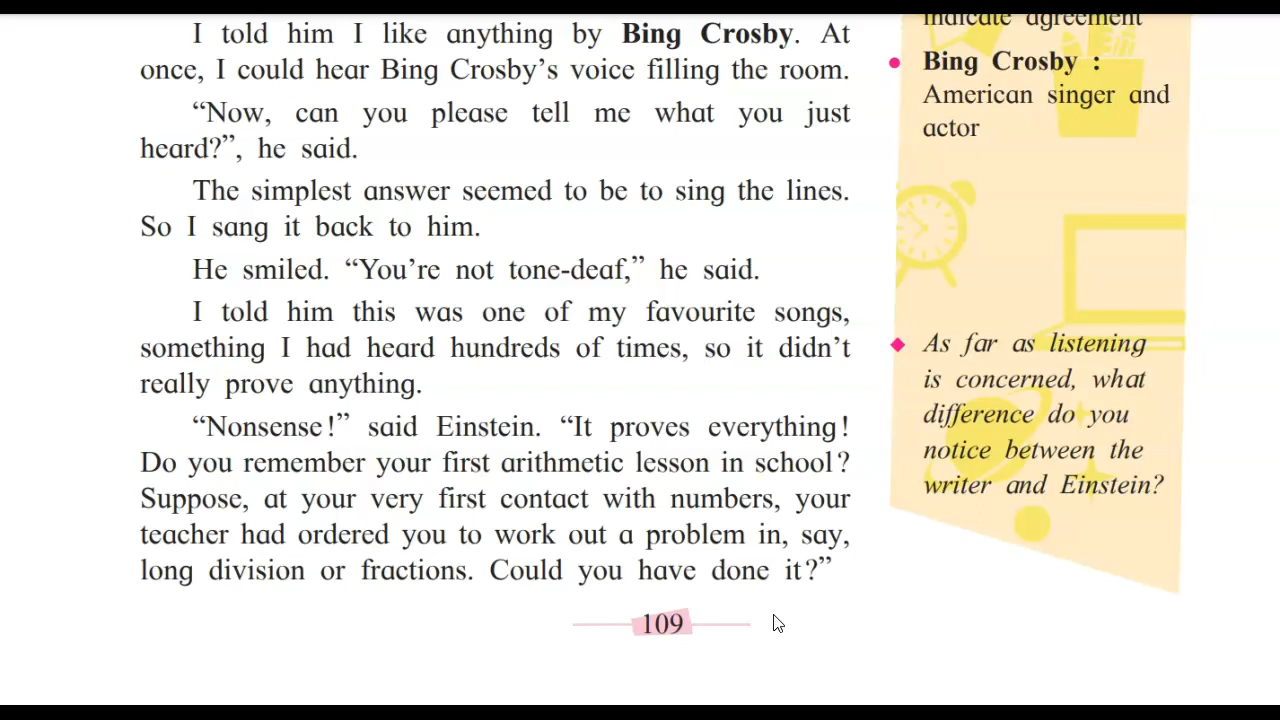 I told him I like anything by Bing Crosby. At
once, I could hear Bing Crosby’s voice filling the room.
“Now, can you please tell me what you just
heard?”, he said.
The simplest answer seemed to be to sing the lines.
So I sang it back to him.
He smiled. “You’re not tone-deaf,” he said.
I told him this was one of my favourite songs,
something I had heard hundreds of times, so it didn’t
really prove anything.
“Nonsense!” said Einstein. “It proves everything!
Do you remember your first arithmetic lesson in school?
Suppose, at your very first contact with numbers, your
teacher had ordered you to work out a problem in, say,
long division or fractions. Could you have done it?”
109
indicate agreement
Bing Crosby :
American singer and
actor
As far as listening
is concerned, what
difference do you
notice between the
writer and Einstein?